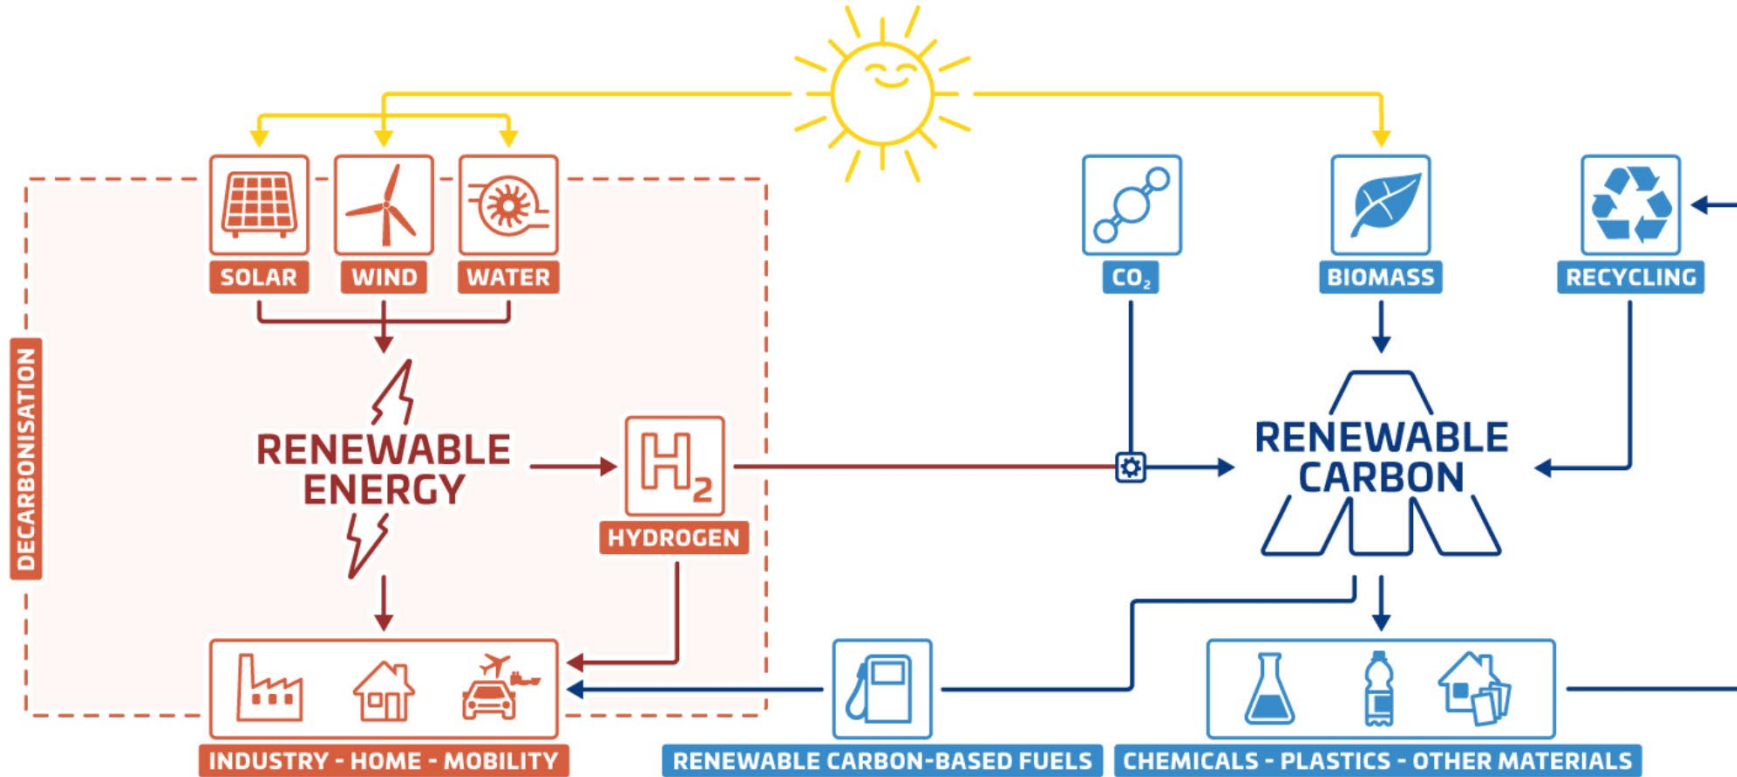 SOLAR
WIND
WATER
CO₂
BIOMASS
RECYCLING
DECARBONISATION
RENEWABLE
ENERGY
H₂
HYDROGEN
RENEWABLE
CARBON
INDUSTRY - HOME - MOBILITY
RENEWABLE CARBON-BASED FUELS
CHEMICALS - PLASTICS - OTHER MATERIALS